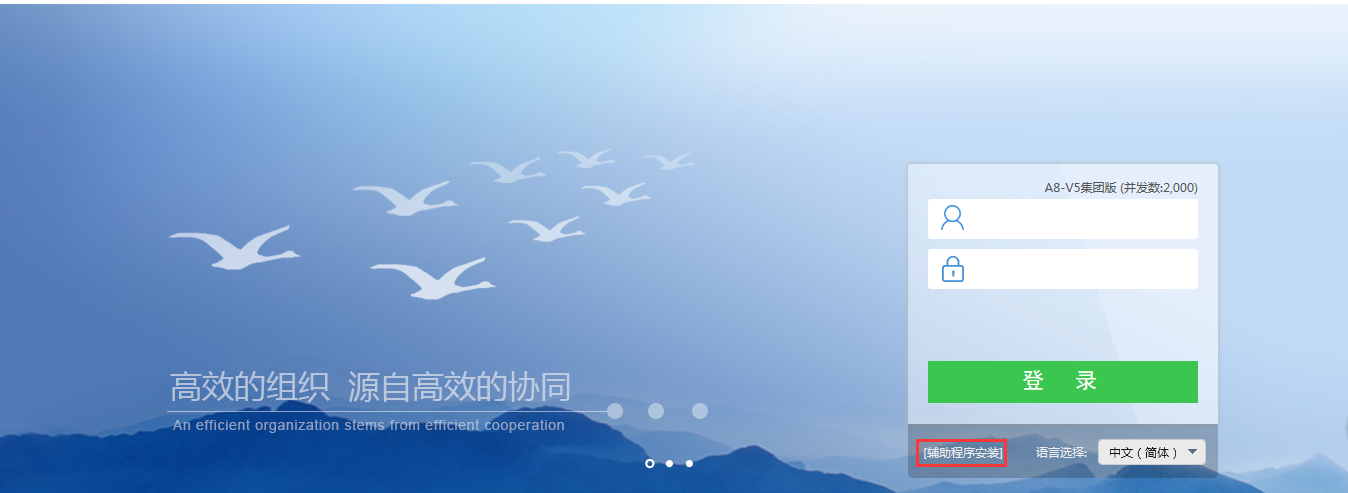 A8-V5集团版 (并发数:2,000)
登 录
高效的组织 源自高效的协同
An efficient organization stems from efficient cooperation
[辅助程序安装]
语言选择:
中文 ( 简体 )